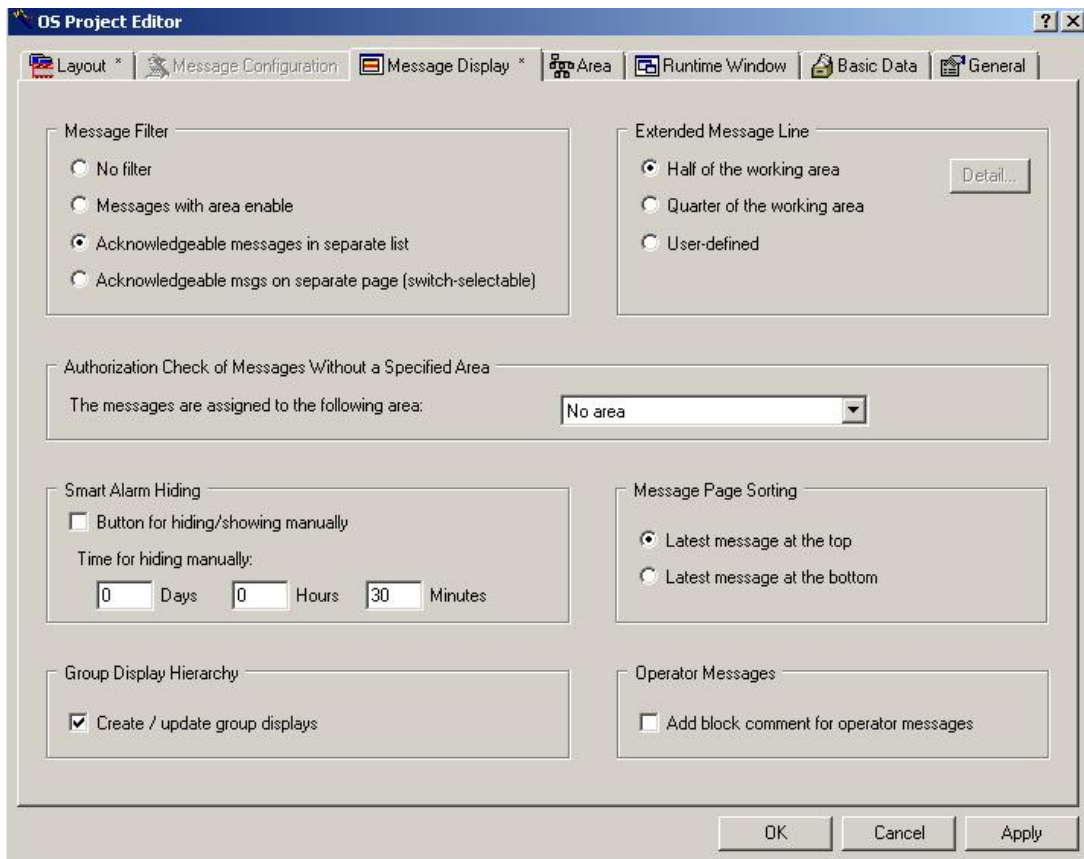 OS Project Editor
Layout *
Message Configuration
Message Display *
Area
Runtime Window
Basic Data
General
Message Filter
No filter
Messages with area enable
Acknowledgeable messages in separate list
Acknowledgeable msgs on separate page (switch-selectable)
Extended Message Line
Half of the working area
Detail...
Quarter of the working area
User-defined
Authorization Check of Messages Without a Specified Area
The messages are assigned to the following area:
No area
Smart Alarm Hiding
Button for hiding/showing manually
Time for hiding manually:
0 Days 0 Hours 30 Minutes
Message Page Sorting
Latest message at the top
Latest message at the bottom
Group Display Hierarchy
Create / update group displays
Operator Messages
Add block comment for operator messages
OK
Cancel
Apply